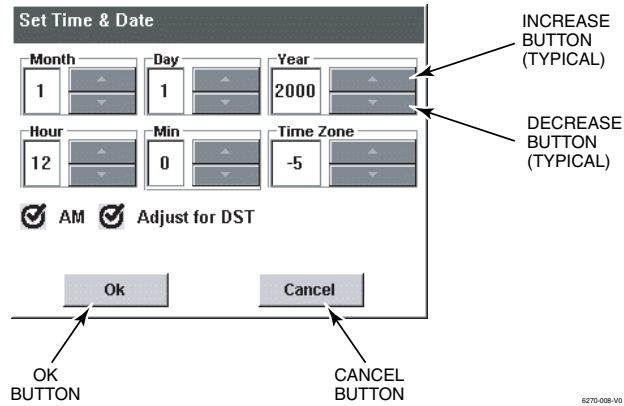 Set Time & Date
INCREASE
BUTTON
(TYPICAL)
Month
Day
Year
1
1
2000
DECREASE
BUTTON
(TYPICAL)
Hour
Min
Time Zone
12
0
-5
AM
Adjust for DST
Ok
Cancel
OK
BUTTON
CANCEL
BUTTON
6270-008-V0